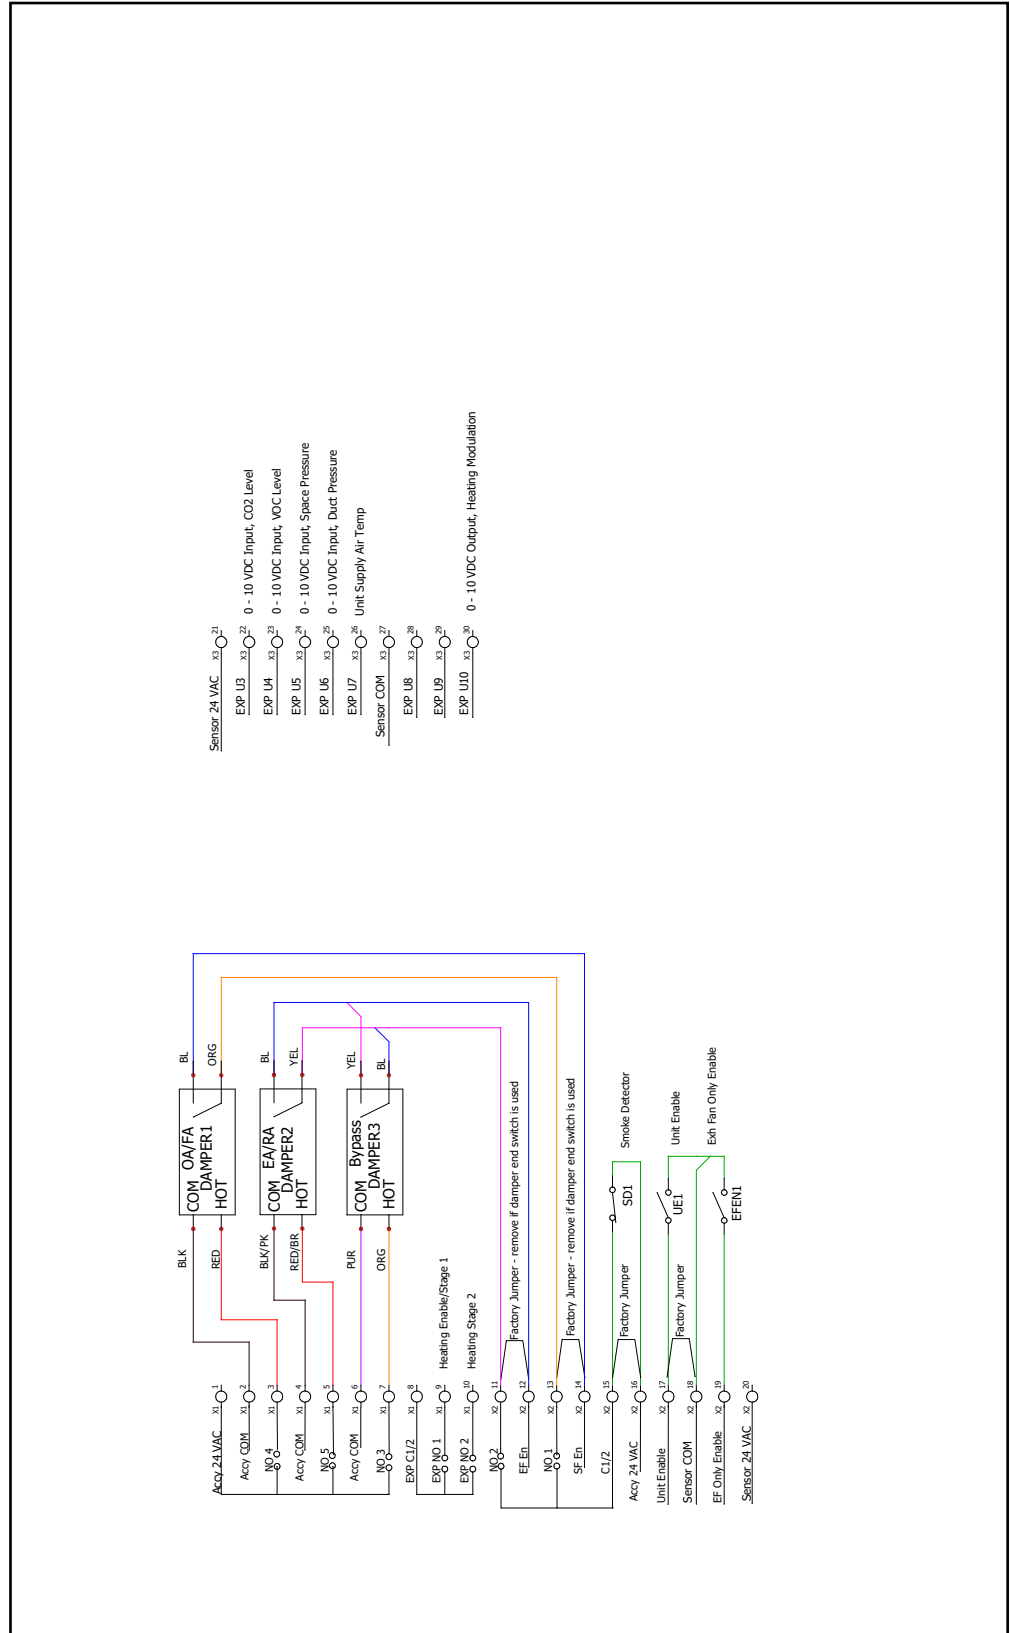 Accy 24 VAC X1 1
Accy COM X1 2
NO 4 X1 3
Accy COM X1 4
NO 5 X1 5
Accy COM X1 6
NO 3 X1 7
EXP C1/2 X1 8
EXP NO 1 X1 9 Heating Enable/Stage 1
EXP NO 2 X1 10 Heating Stage 2
NO 2 X2 11
Factory Jumper - remove if damper end switch is used
EF En X2 12
NO 1 X2 13
Factory Jumper - remove if damper end switch is used
SF En X2 14
C1/2 X2 15
Factory Jumper
Accy 24 VAC X2 16
Unit Enable X2 17
Factory Jumper
Sensor COM X2 18
EF Only Enable X2 19
Sensor 24 VAC X2 20
BLK
RED
COM OA/FA
DAMPER1
HOT
BL
ORG
BLK/PK
RED/BR
COM EA/RA
DAMPER2
HOT
BL
YEL
PUR
ORG
COM Bypass
DAMPER3
HOT
YEL
BL
SD1
Smoke Detector
UE1
Unit Enable
EFEN1
Exh Fan Only Enable
Sensor 24 VAC X3 21
EXP U3 X3 22 0 - 10 VDC Input, CO2 Level
EXP U4 X3 23 0 - 10 VDC Input, VOC Level
EXP U5 X3 24 0 - 10 VDC Input, Space Pressure
EXP U6 X3 25 0 - 10 VDC Input, Duct Pressure
EXP U7 X3 26 Unit Supply Air Temp
Sensor COM X3 27
EXP U8 X3 28
EXP U9 X3 29
EXP U10 X3 30 0 - 10 VDC Output, Heating Modulation